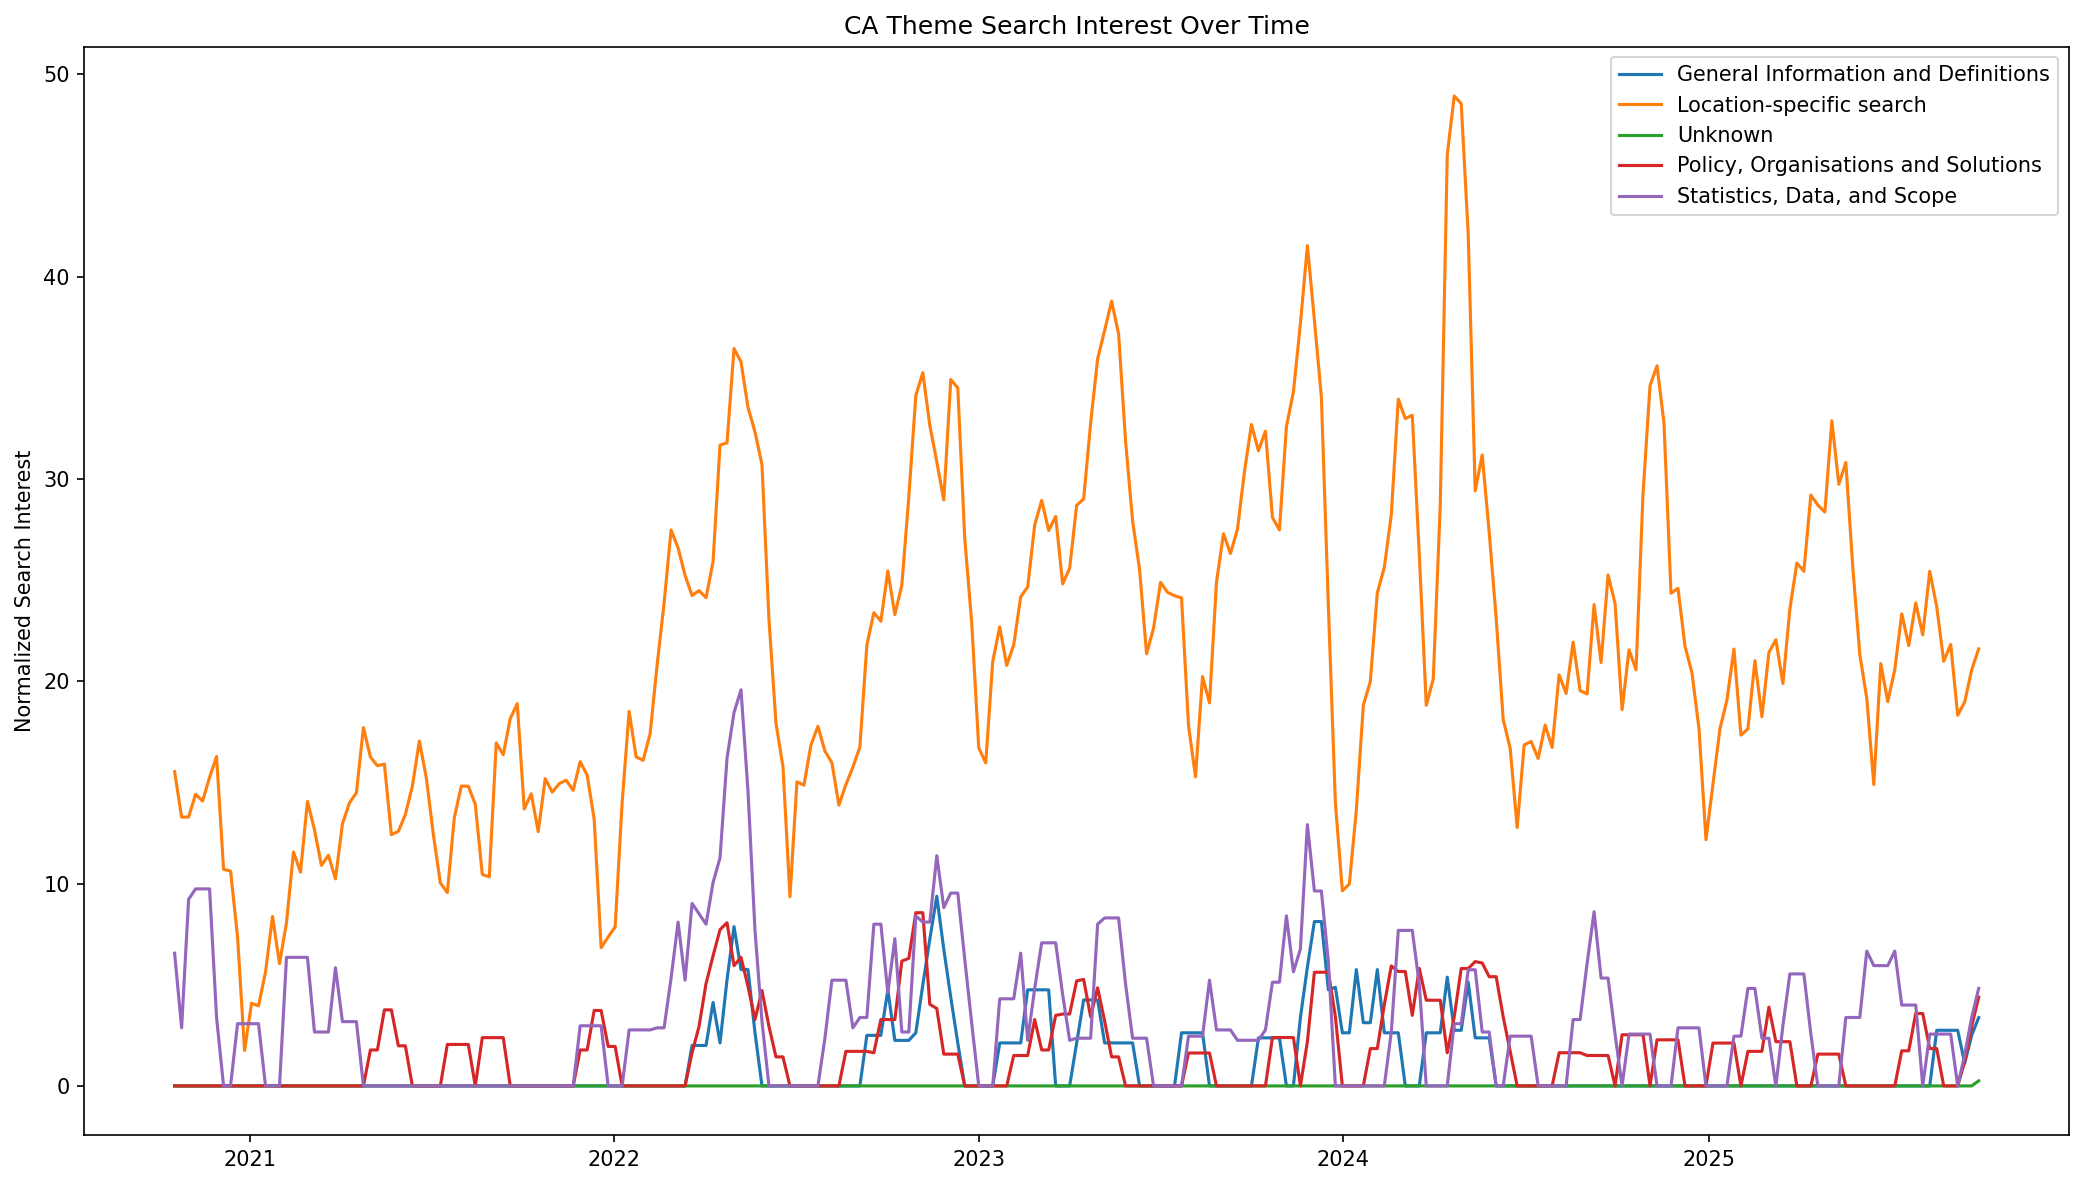 CA Theme Search Interest Over Time
General Information and Definitions
Location-specific search
Unknown
Policy, Organisations and Solutions
Statistics, Data, and Scope
Normalized Search Interest
50
40
30
20
10
0
2021
2022
2023
2024
2025